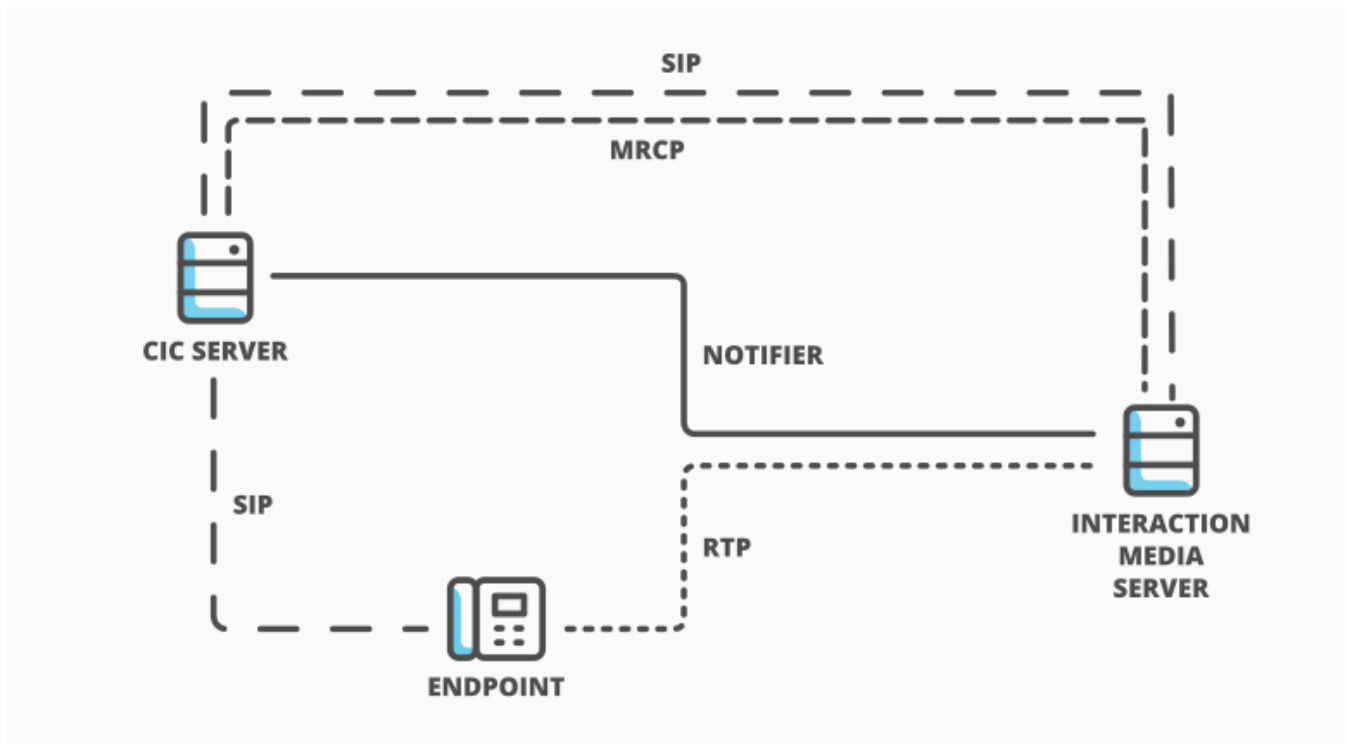 SIP
MRCP
CIC SERVER
NOTIFIER
SIP
RTP
INTERACTION
MEDIA
SERVER
ENDPOINT